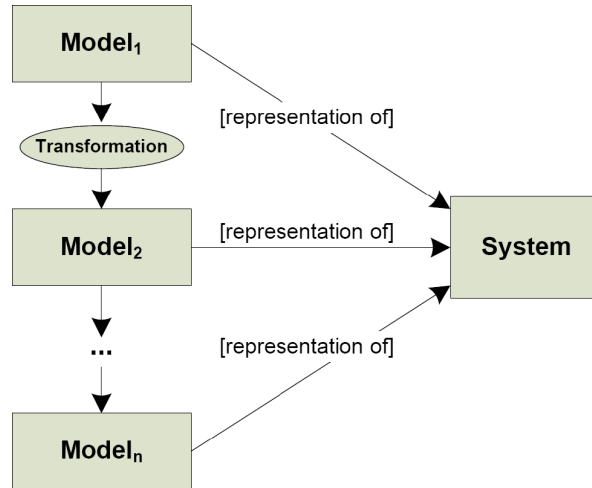 Model₁
[representation of]
Transformation
Model₂
[representation of]
System
...
[representation of]
Modelₙ